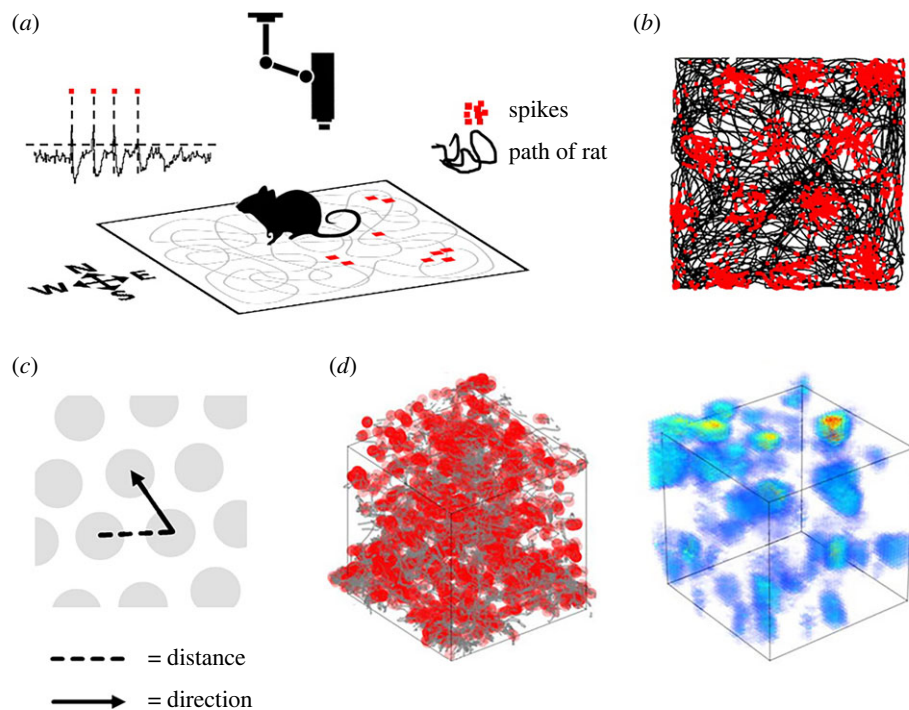 (a)
(b)
spikes
path of rat
N
E
W
S
(c)
(d)
= distance
= direction